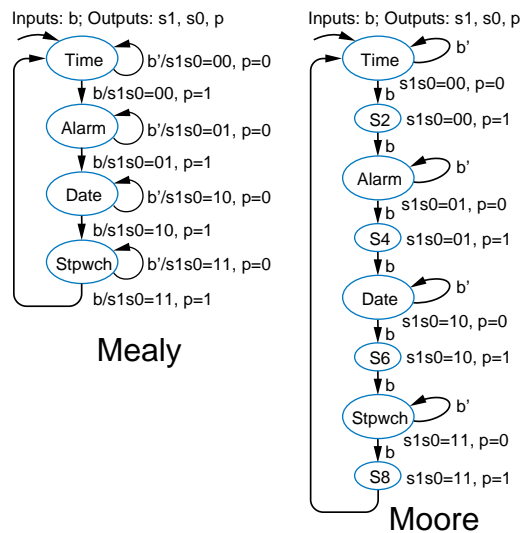 Inputs: b; Outputs: s1, s0, p
Time
b'/s1s0=00, p=0
b/s1s0=00, p=1
Alarm
b'/s1s0=01, p=0
b/s1s0=01, p=1
Date
b'/s1s0=10, p=0
b/s1s0=10, p=1
Stpwch
b'/s1s0=11, p=0
b/s1s0=11, p=1
Mealy
Inputs: b; Outputs: s1, s0, p
Time
b'
s1s0=00, p=0
b
S2
s1s0=00, p=1
b
Alarm
b'
s1s0=01, p=0
b
S4
s1s0=01, p=1
b
Date
b'
s1s0=10, p=0
b
S6
s1s0=10, p=1
b
Stpwch
b'
s1s0=11, p=0
b
S8
s1s0=11, p=1
Moore